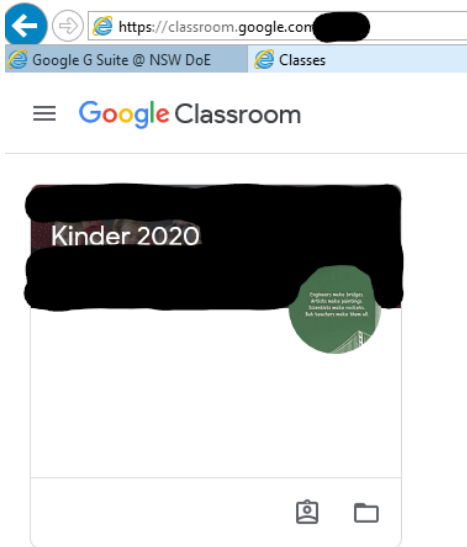 https://classroom.google.com
Google G Suite @ NSW DoE
Classes
Google Classroom
Kinder 2020
Engineers make bridges.
Artists make paintings.
Scientists make rockets.
But teachers make them all.